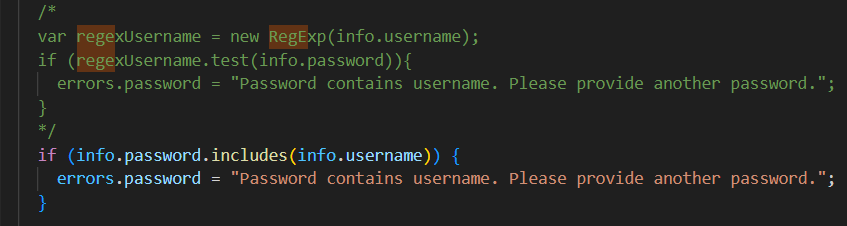 /*
var regexUsername = new RegExp(info.username);
if (regexUsername.test(info.password)){
errors.password = "Password contains username. Please provide another password.";
}
*/
if (info.password.includes(info.username)) {
errors.password = "Password contains username. Please provide another password.";
}